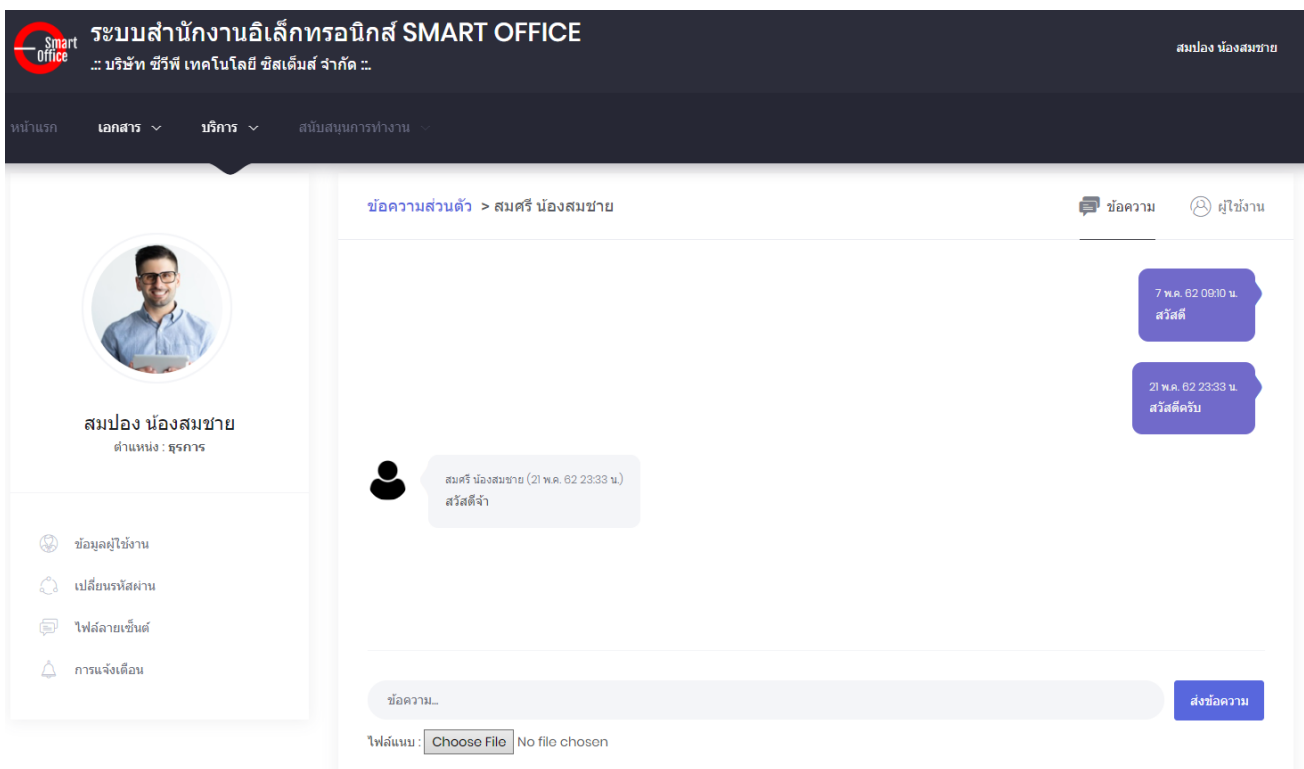 Smart Office
ระบบสำนักงานอิเล็กทรอนิกส์ SMART OFFICE
.:: บริษัท ซีวีพี เทคโนโลยี ซิสเต็มส์ จำกัด ::.
สมปอง น้องสมชาย
หน้าแรก เอกสาร บริการ สนับสนุนการทำงาน
ข้อความส่วนตัว > สมศรี น้องสมชาย
ข้อความ ผู้ใช้งาน
7 พ.ค. 62 09:10 น.
สวัสดี
21 พ.ค. 62 23:33 น.
สวัสดีครับ
สมศรี น้องสมชาย (21 พ.ค. 62 23:33 น.)
สวัสดีจ้า
สมปอง น้องสมชาย
ตำแหน่ง : ธุรการ
ข้อมูลผู้ใช้งาน
เปลี่ยนรหัสผ่าน
ไฟล์ลายเซ็นต์
การแจ้งเตือน
ข้อความ...
ส่งข้อความ
ไฟล์แนบ : Choose File No file chosen